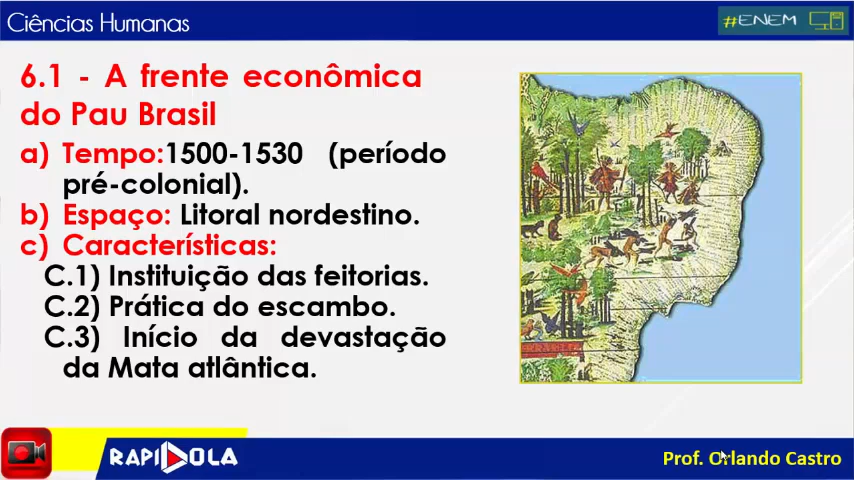 Ciências Humanas
#ENEM
6.1 - A frente econômica
do Pau Brasil
a) Tempo:1500-1530 (período
pré-colonial).
b) Espaço: Litoral nordestino.
c) Características:
C.1) Instituição das feitorias.
C.2) Prática do escambo.
C.3) Início da devastação
da Mata atlântica.
RAPIDOLA
Prof. Orlando Castro